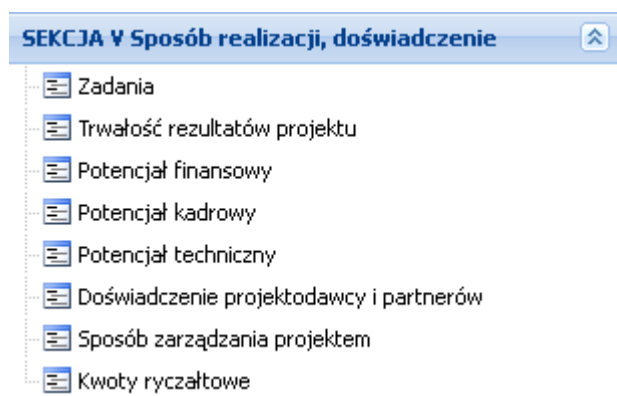 SEKCJA V Sposób realizacji, doświadczenie
Zadania
Trwałość rezultatów projektu
Potencjał finansowy
Potencjał kadrowy
Potencjał techniczny
Doświadczenie projektodawcy i partnerów
Sposób zarządzania projektem
Kwoty ryczałtowe